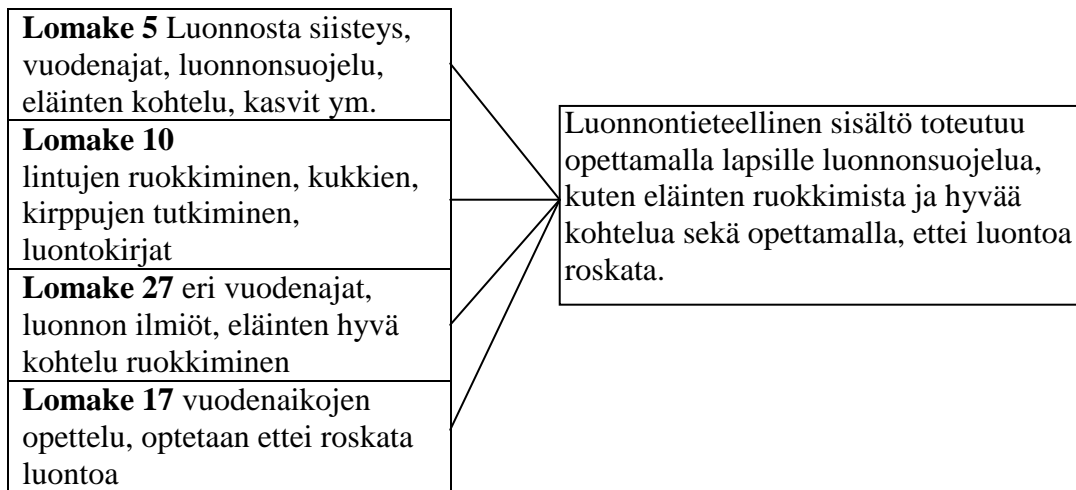 Lomake 5 Luonnosta siisteys,
vuodenajat, luonnonsuojelu,
eläinten kohtelu, kasvit ym.
Lomake 10
lintujen ruokkiminen, kukkien,
kirppujen tutkiminen,
luontokirjat
Lomake 27 eri vuodenajat,
luonnon ilmiöt, eläinten hyvä
kohtelu ruokkiminen
Lomake 17 vuodenaikojen
opettelu, optetaan ettei roskata
luontoa
Luonnontieteellinen sisältö toteutuu
opettamalla lapsille luonnonsuojelua,
kuten eläinten ruokkimista ja hyvää
kohtelua sekä opettamalla, ettei luontoa
roskata.